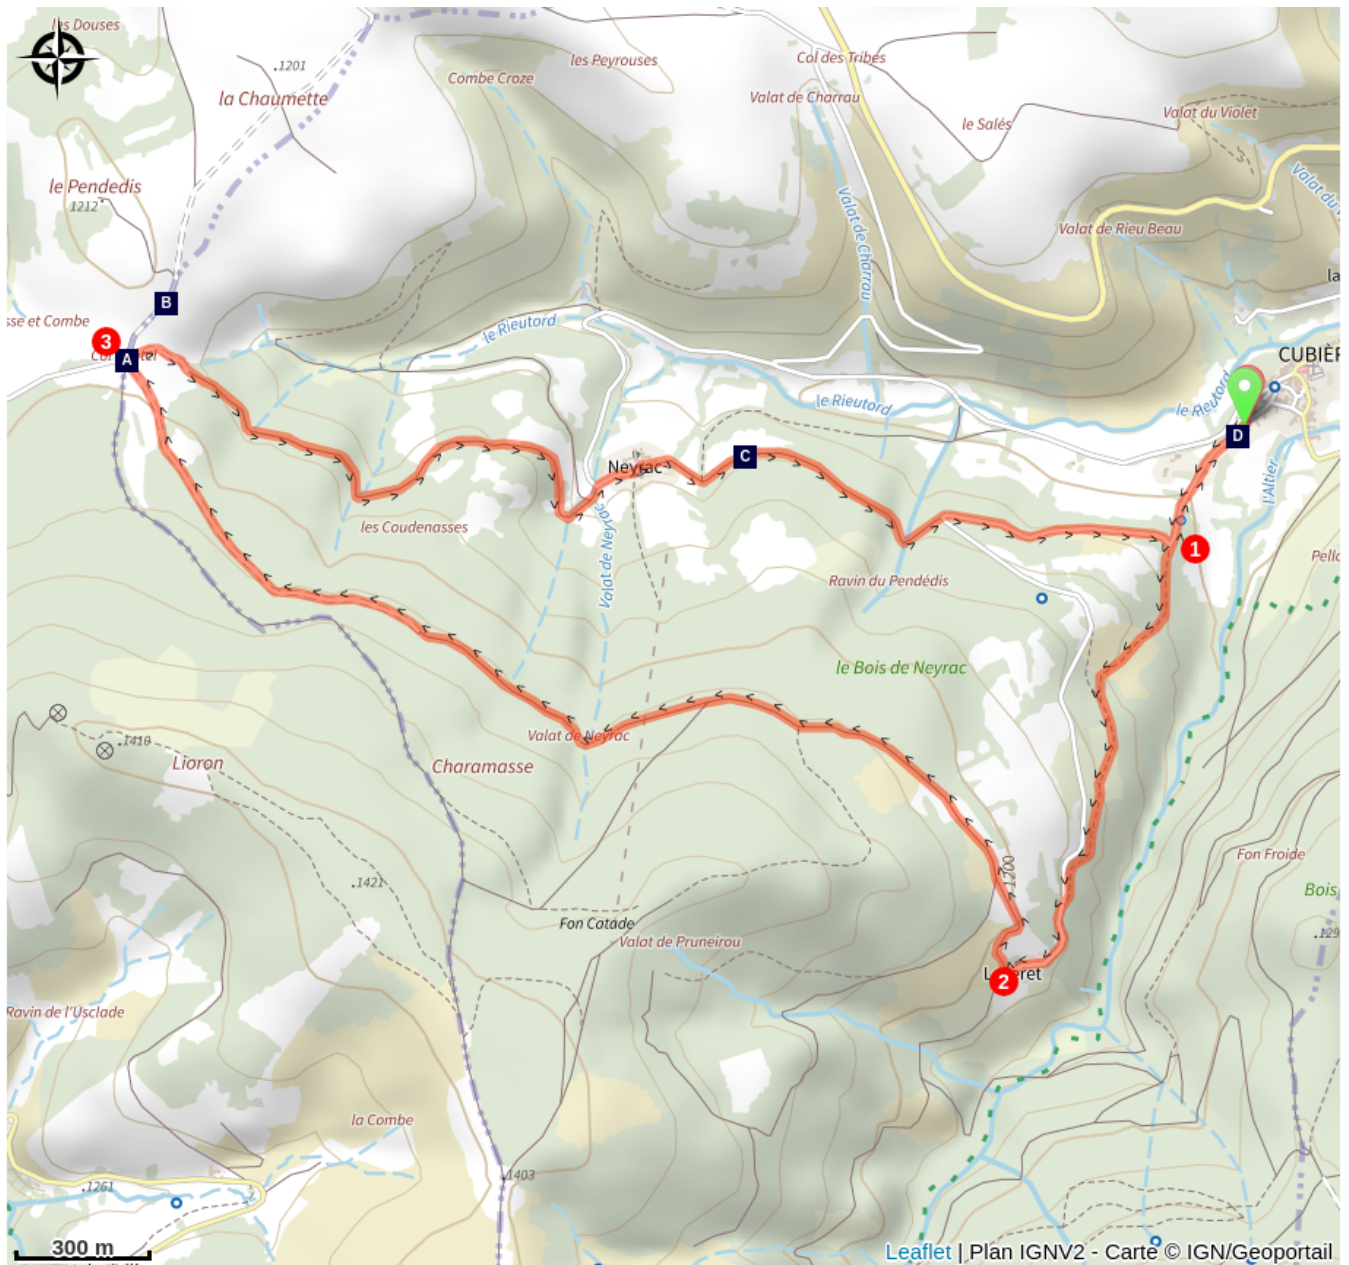 les Douses
.1201
la Chaumette
Combe Croze
les Peyrouses
Col des Tribes
Valat de Charrau
le Salés
Valat du Violet
Valat du
le Pendedis
1212
Valat de Charrau
Valat de Rieu Beau
la
B
sse et Combe
3
A
le Rieutord
CUBIÈR
le Rieutord
le Rieutord
D
Neyrac
C
l'Altier
les Coudenasses
Valat de Neyrac
1
Ravin du Pendédis
le Bois de Neyrac
Valat de Neyrac
.1410
Lioron
Charamasse
1200
Fon Froide
.1421
Bois
Fon Catade
Valat de Pruneirou
2
Ravin de l'Usclade
la Combe
.1403
.1261
300 m
Leaflet | Plan IGNV2 - Carte © IGN/Geoportail